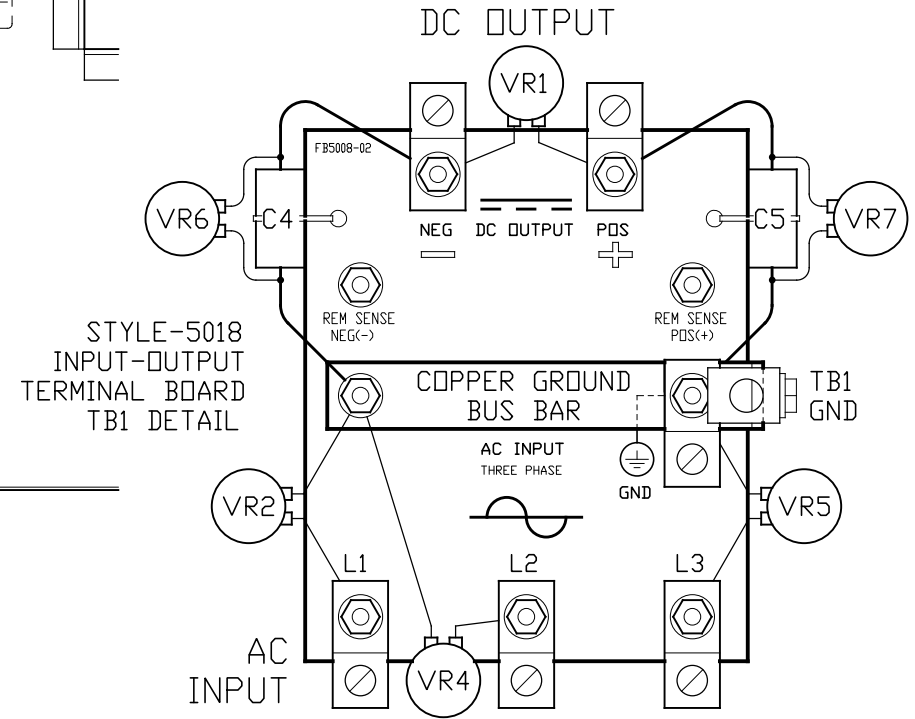 DC OUTPUT
VR1
FB5008-02
VR6
C4
C5
VR7
NEG
DC OUTPUT
POS
REM SENSE
NEG(-)
REM SENSE
POS(+)
STYLE-5018
INPUT-OUTPUT
TERMINAL BOARD
TB1 DETAIL
COPPER GROUND
BUS BAR
TB1
GND
AC INPUT
THREE PHASE
GND
VR2
VR5
L1
L2
L3
AC
INPUT
VR4